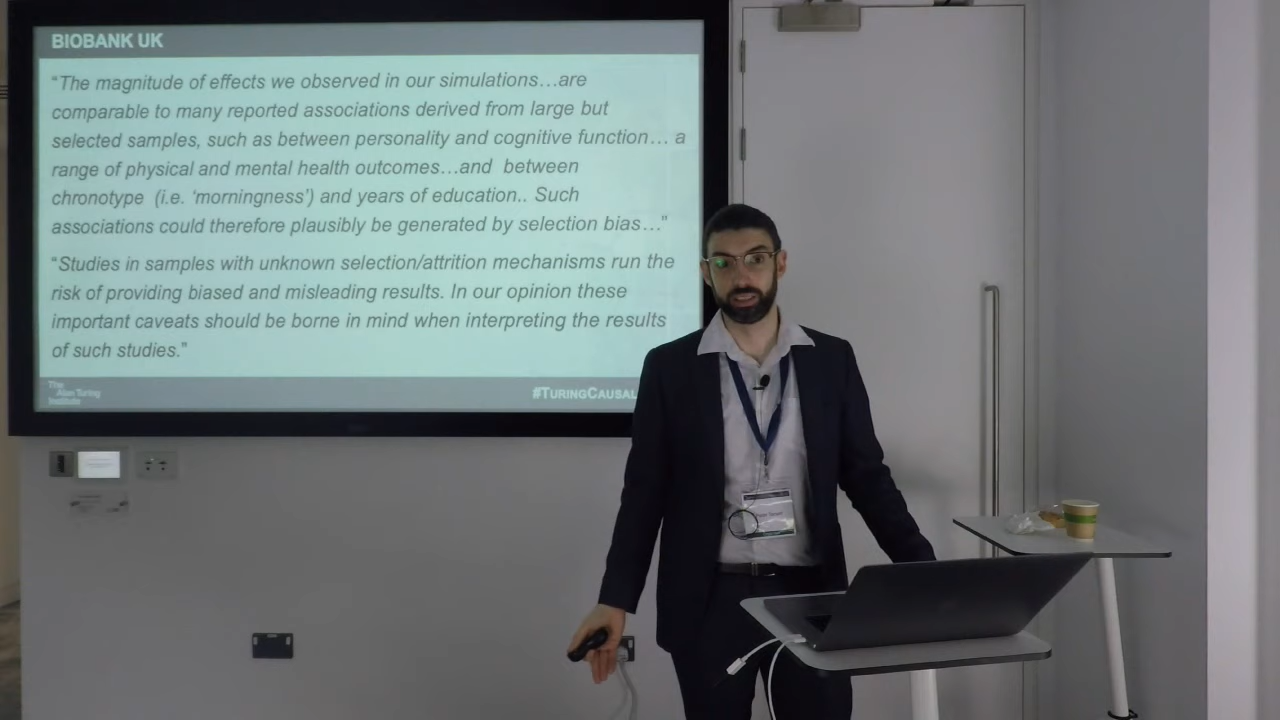 BIOBANK UK
“The magnitude of effects we observed in our simulations…are
comparable to many reported associations derived from large but
selected samples, such as between personality and cognitive function… a
range of physical and mental health outcomes…and between
chronotype (i.e. ‘morningness’) and years of education.. Such
associations could therefore plausibly be generated by selection bias…”
“Studies in samples with unknown selection/attrition mechanisms run the
risk of providing biased and misleading results. In our opinion these
important caveats should be borne in mind when interpreting the results
of such studies.”
The
Alan Turing
Institute
#TURINGCAUSAL